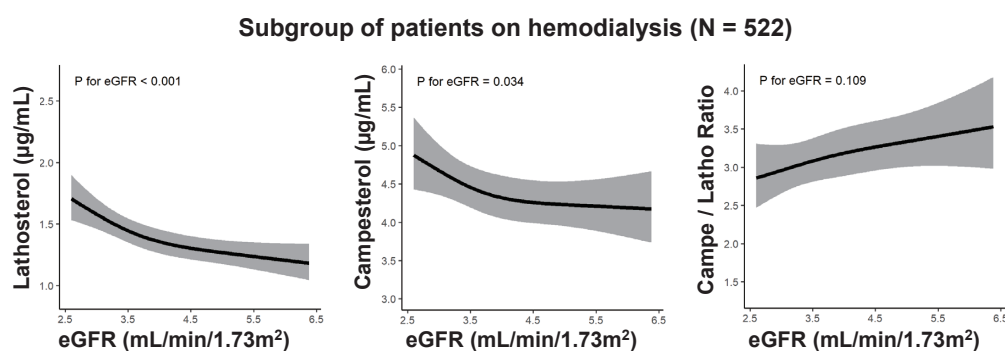 Subgroup of patients on hemodialysis (N = 522)
Lathosterol (µg/mL)
P for eGFR < 0.001
2.5
2.0
1.5
1.0
2.5 3.5 4.5 5.5 6.5
eGFR (mL/min/1.73m²)
Campesterol (µg/mL)
P for eGFR = 0.034
6.0
5.5
5.0
4.5
4.0
3.5
3.0
2.5 3.5 4.5 5.5 6.5
eGFR (mL/min/1.73m²)
Campe / Latho Ratio
P for eGFR = 0.109
4.0
3.5
3.0
2.5
2.0
1.5
2.5 3.5 4.5 5.5 6.5
eGFR (mL/min/1.73m²)